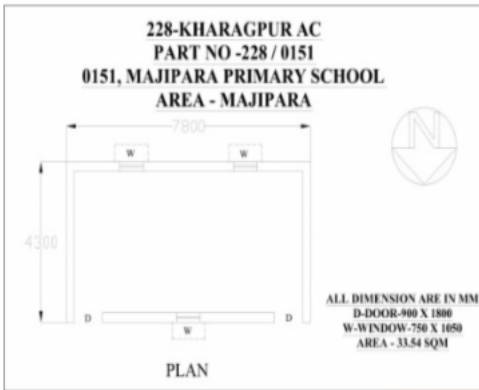 228-KHARAGPUR AC
PART NO -228 / 0151
0151, MAJIPARA PRIMARY SCHOOL
AREA - MAJIPARA
7800
N
W
W
4300
D
D
W
ALL DIMENSION ARE IN MM
D-DOOR-900 X 1800
W-WINDOW-750 X 1050
AREA - 33.54 SQM
PLAN